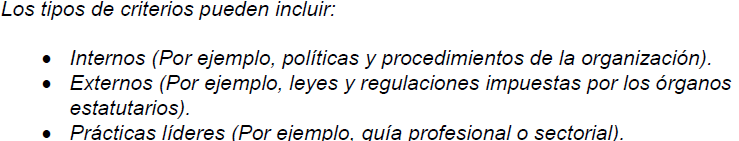 Los tipos de criterios pueden incluir:
• Internos (Por ejemplo, políticas y procedimientos de la organización).
• Externos (Por ejemplo, leyes y regulaciones impuestas por los órganos
estatutarios).
• Prácticas líderes (Por ejemplo, guía profesional o sectorial).